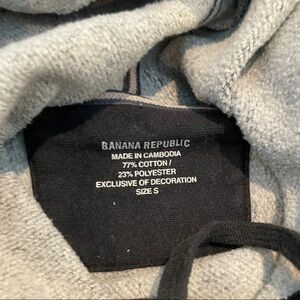 BANANA REPUBLIC
MADE IN CAMBODIA
77% COTTON /
23% POLYESTER
EXCLUSIVE OF DECORATION
SIZE S